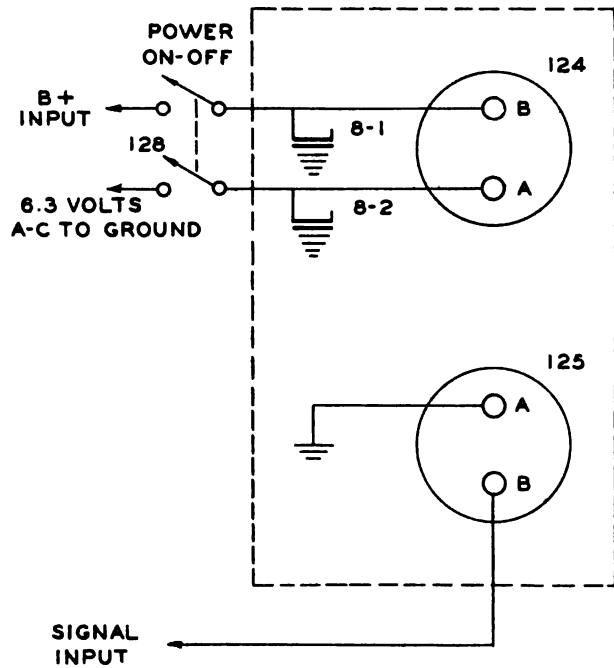 POWER
ON-OFF
124
B+
INPUT
B
8-1
128
A
6.3 VOLTS
A-C TO GROUND
8-2
125
A
B
SIGNAL
INPUT